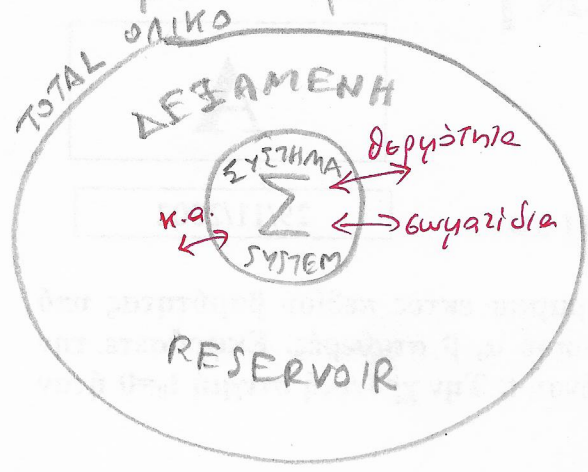 TOTAL ΟΛΙΚΟ
ΔΕΞΑΜΕΝΗ
ΣΥΣΤΗΜΑ
Σ
SYSTEM
θερμότητα
σωματίδια
κ.α
RESERVOIR